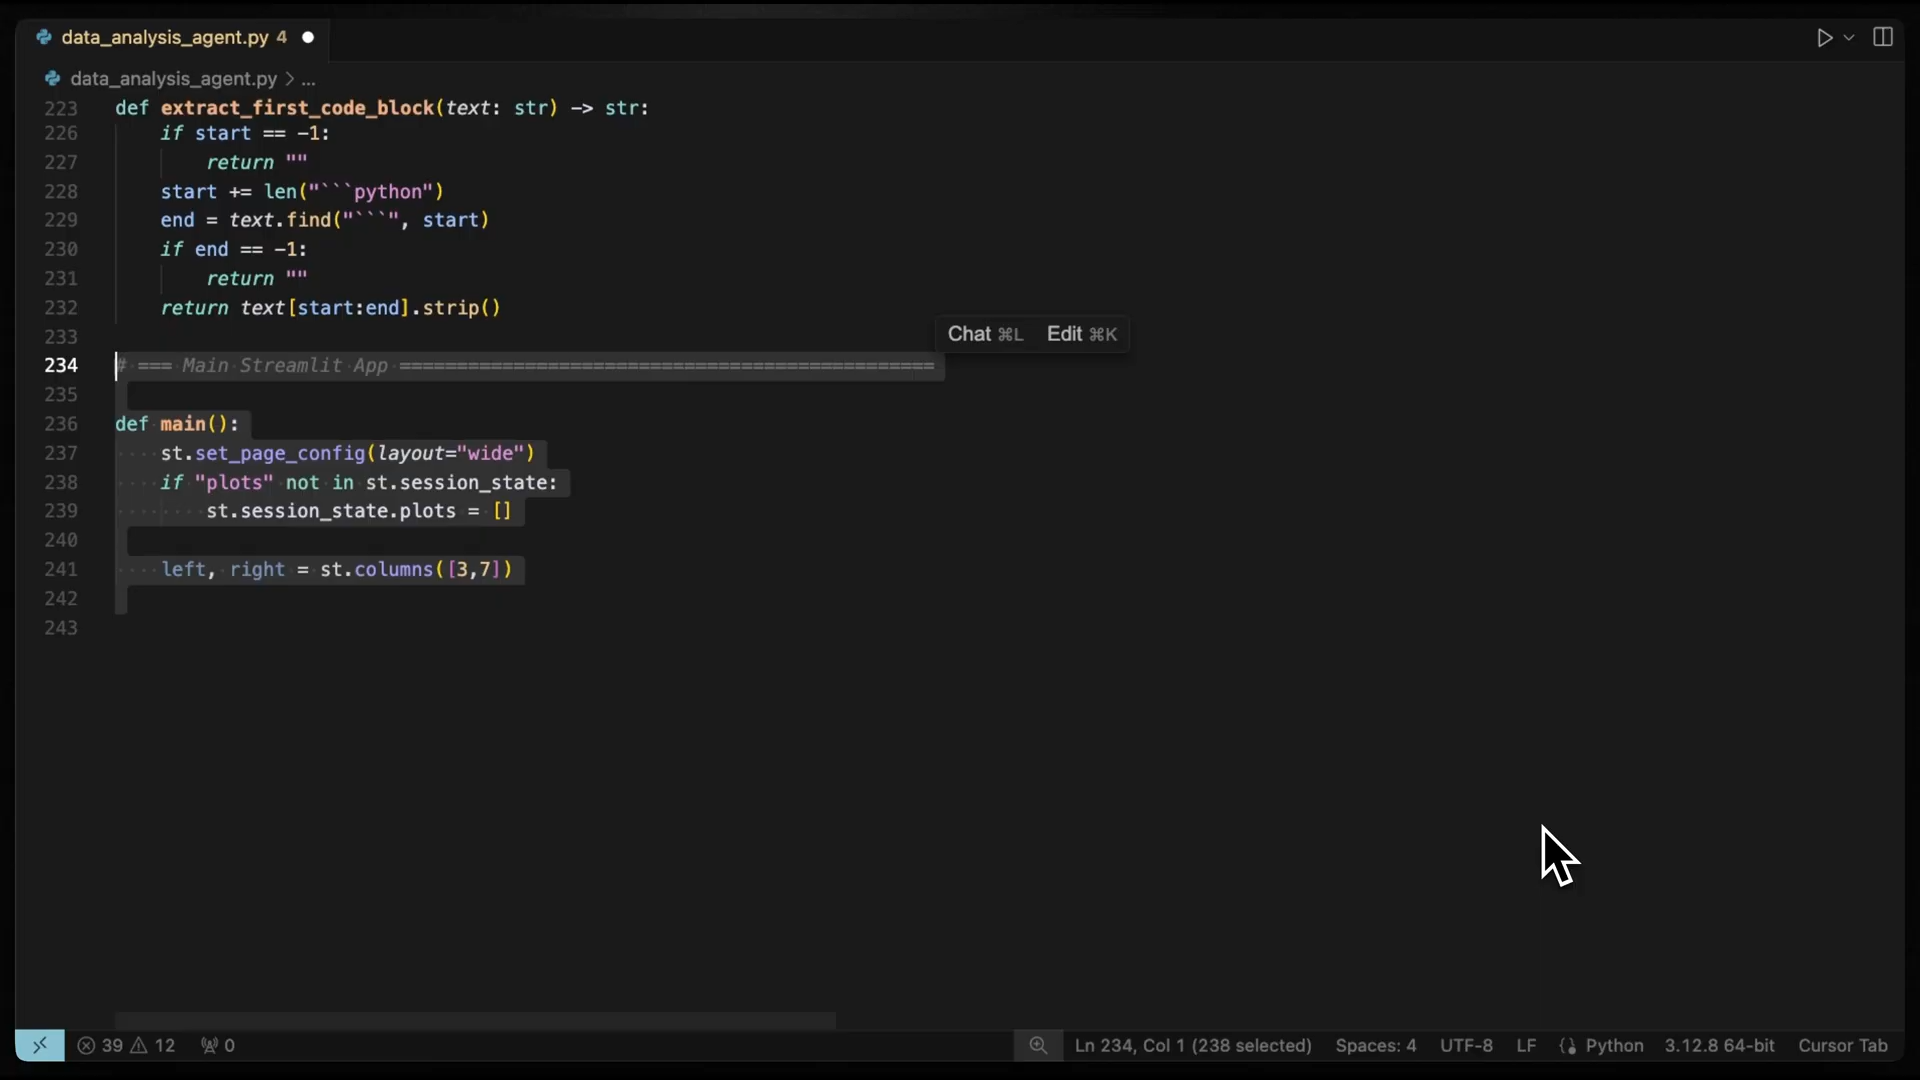 data_analysis_agent.py 4
data_analysis_agent.py > ...
223 def extract_first_code_block(text: str) -> str:
226     if start == -1:
227         return ""
228     start += len("```python")
229     end = text.find("```", start)
230     if end == -1:
231         return ""
232     return text[start:end].strip()
233
Chat ⌘L Edit ⌘K
234 # === Main Streamlit App ===============================================
235
236 def main():
237     st.set_page_config(layout="wide")
238     if "plots" not in st.session_state:
239         st.session_state.plots = []
240
241     left, right = st.columns([3,7])
242
243
39 12 0 Ln 234, Col 1 (238 selected) Spaces: 4 UTF-8 LF Python 3.12.8 64-bit Cursor Tab